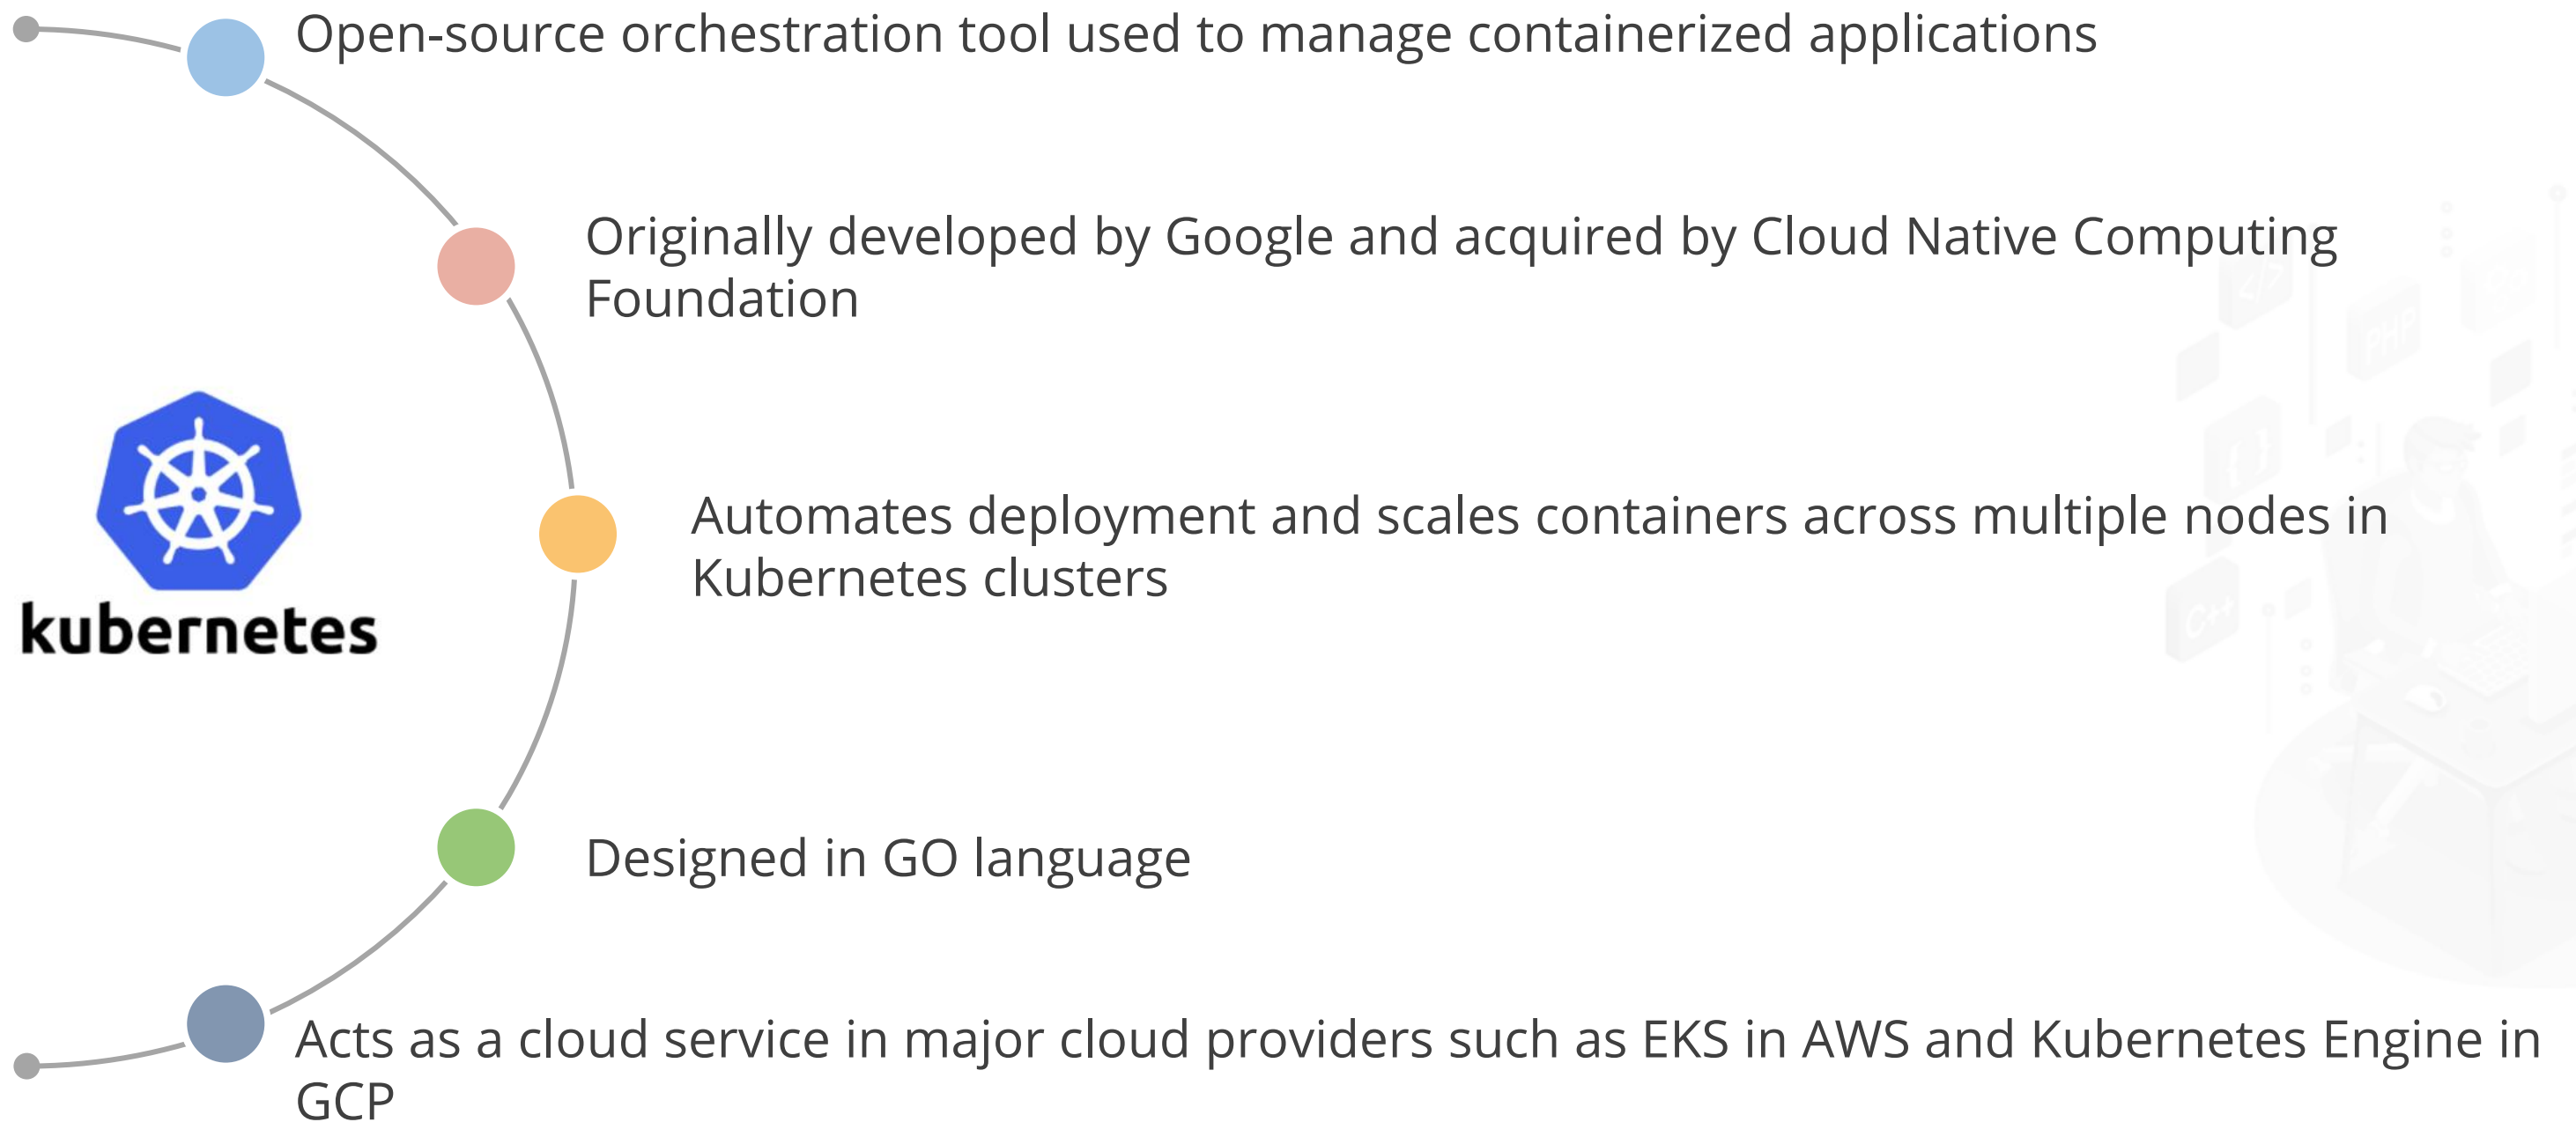 Open-source orchestration tool used to manage containerized applications
Originally developed by Google and acquired by Cloud Native Computing
Foundation
kubernetes
Automates deployment and scales containers across multiple nodes in
Kubernetes clusters
Designed in GO language
Acts as a cloud service in major cloud providers such as EKS in AWS and Kubernetes Engine in
GCP
</>
PHP
{ }
C++